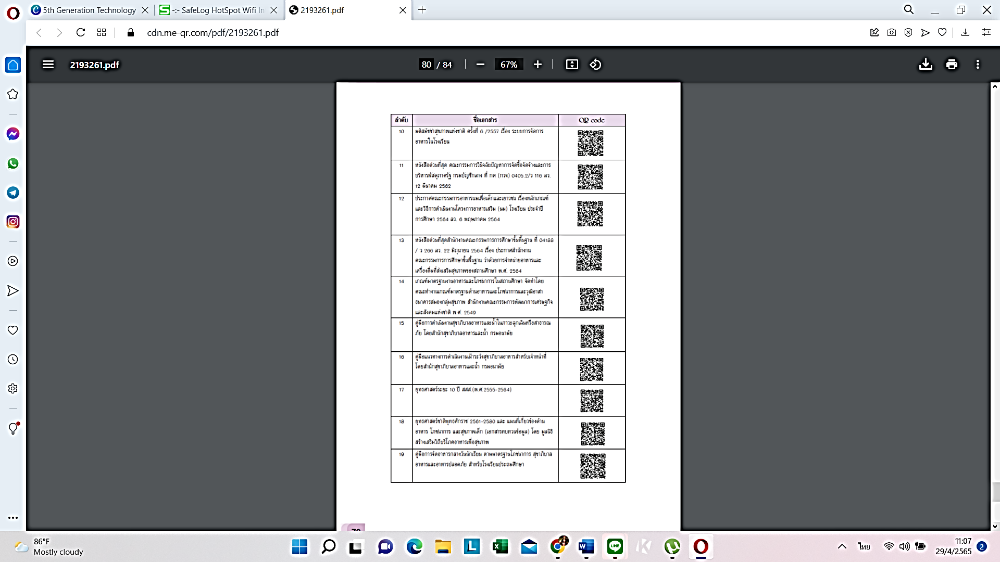 5th Generation Technology
-:- SafeLog HotSpot Wifi In
2193261.pdf
cdn.me-qr.com/pdf/2193261.pdf
2193261.pdf
80 / 84
67%
ลำดับ ชื่อเอกสาร QR code
10 มติสมัชชาสุขภาพแห่งชาติ ครั้งที่ 6 /2557 เรื่อง ระบบการจัดการ
อาหารในโรงเรียน
11 หนังสือด่วนที่สุด คณะกรรมการวินิจฉัยปัญหาการจัดซื้อจัดจ้างและการ
บริหารพัสดุภาครัฐ กรมบัญชีกลาง ที่ กค (กวจ) 0405.2/ว 116 ลว.
12 มีนาคม 2562
12 ประกาศคณะกรรมการอาหารนมเพื่อเด็กและเยาวชน เรื่องหลักเกณฑ์
และวิธีการดำเนินงานโครงการอาหารเสริม (นม) โรงเรียน ประจำปี
การศึกษา 2564 ลว. 6 พฤษภาคม 2564
13 หนังสือด่วนที่สุดสำนักงานคณะกรรมการการศึกษาขั้นพื้นฐาน ที่ 04188
/ ว 266 ลว. 22 มิถุนายน 2564 เรื่อง ประกาศสำนักงาน
คณะกรรมการการศึกษาขั้นพื้นฐาน ว่าด้วยการจำหน่ายอาหารและ
เครื่องดื่มที่ส่งเสริมสุขภาพของสถานศึกษา พ.ศ. 2564
14 เกณฑ์มาตรฐานงานอาหารและโภชนาการในสถานศึกษา จัดทำโดย
คณะทำงานเกณฑ์มาตรฐานด้านอาหารและโภชนาการและวุฒิอาสา
ธนาคารสมองกลุ่มสุขภาพ สำนักงานคณะกรรมการพัฒนาการเศรษฐกิจ
และสังคมแห่งชาติ พ.ศ. 2549
15 คู่มือการดำเนินงานสุขาภิบาลอาหารและน้ำในภาวะฉุกเฉินหรือสาธารณ
ภัย โดยสำนักสุขาภิบาลอาหารและน้ำ กรมอนามัย
16 คู่มือแนวทางการดำเนินงานเฝ้าระวังสุขาภิบาลอาหารสำหรับเจ้าหน้าที่
โดยสำนักสุขาภิบาลอาหารและน้ำ กรมอนามัย
17 ยุทธศาสตร์ระยะ 10 ปี สสส.(พ.ศ.2555-2564)
18 ยุทธศาสตร์ชาติพุทธศักราช 2561-2580 และ แผนที่เกี่ยวข้องด้าน
อาหาร โภชนาการ และสุขภาพเด็ก (เอกสารทบทวนข้อมูล) โดย มูลนิธิ
สร้างเสริมวิถีบริโภคอาหารเพื่อสุขภาพ
19 คู่มือการจัดอาหารกลางวันนักเรียน ตามมาตรฐานโภชนาการ สุขาภิบาล
อาหารและอาหารปลอดภัย สำหรับโรงเรียนประถมศึกษา
86°F
Mostly cloudy
LINE
ไทย
11:07
29/4/2565
2